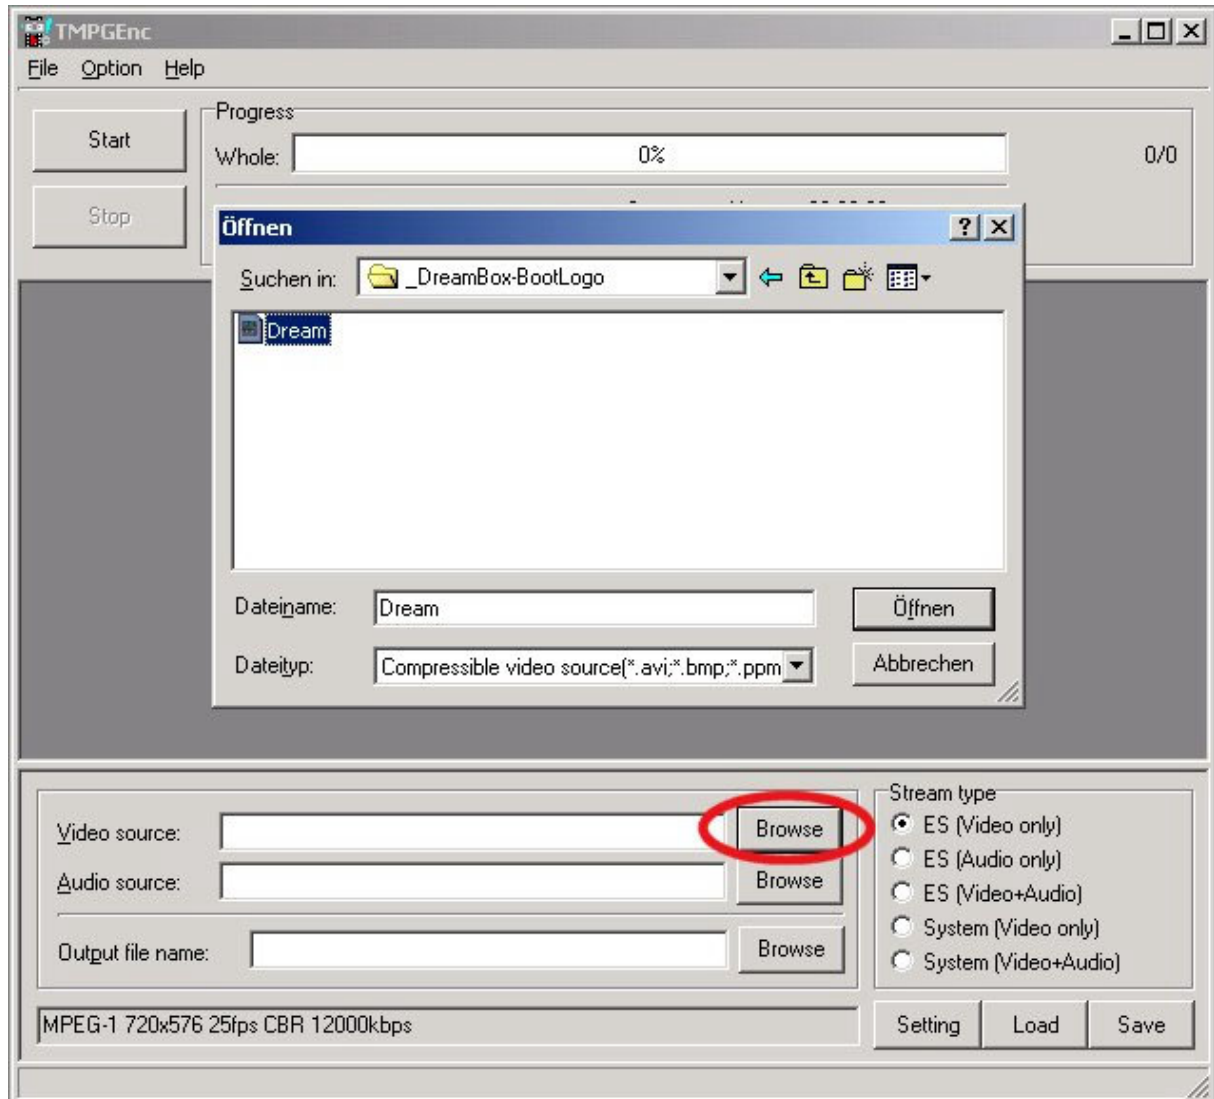 TMPGEnc
File Option Help
Start
Progress
Whole: 0% 0/0
Stop
Öffnen
Suchen in: _DreamBox-BootLogo
Dream
Dateiname: Dream
Öffnen
Dateityp: Compressible video source(*.avi;*.bmp;*.ppm
Abbrechen
Video source: Browse
Audio source: Browse
Output file name: Browse
Stream type
ES (Video only)
ES (Audio only)
ES (Video+Audio)
System (Video only)
System (Video+Audio)
MPEG-1 720x576 25fps CBR 12000kbps
Setting Load Save